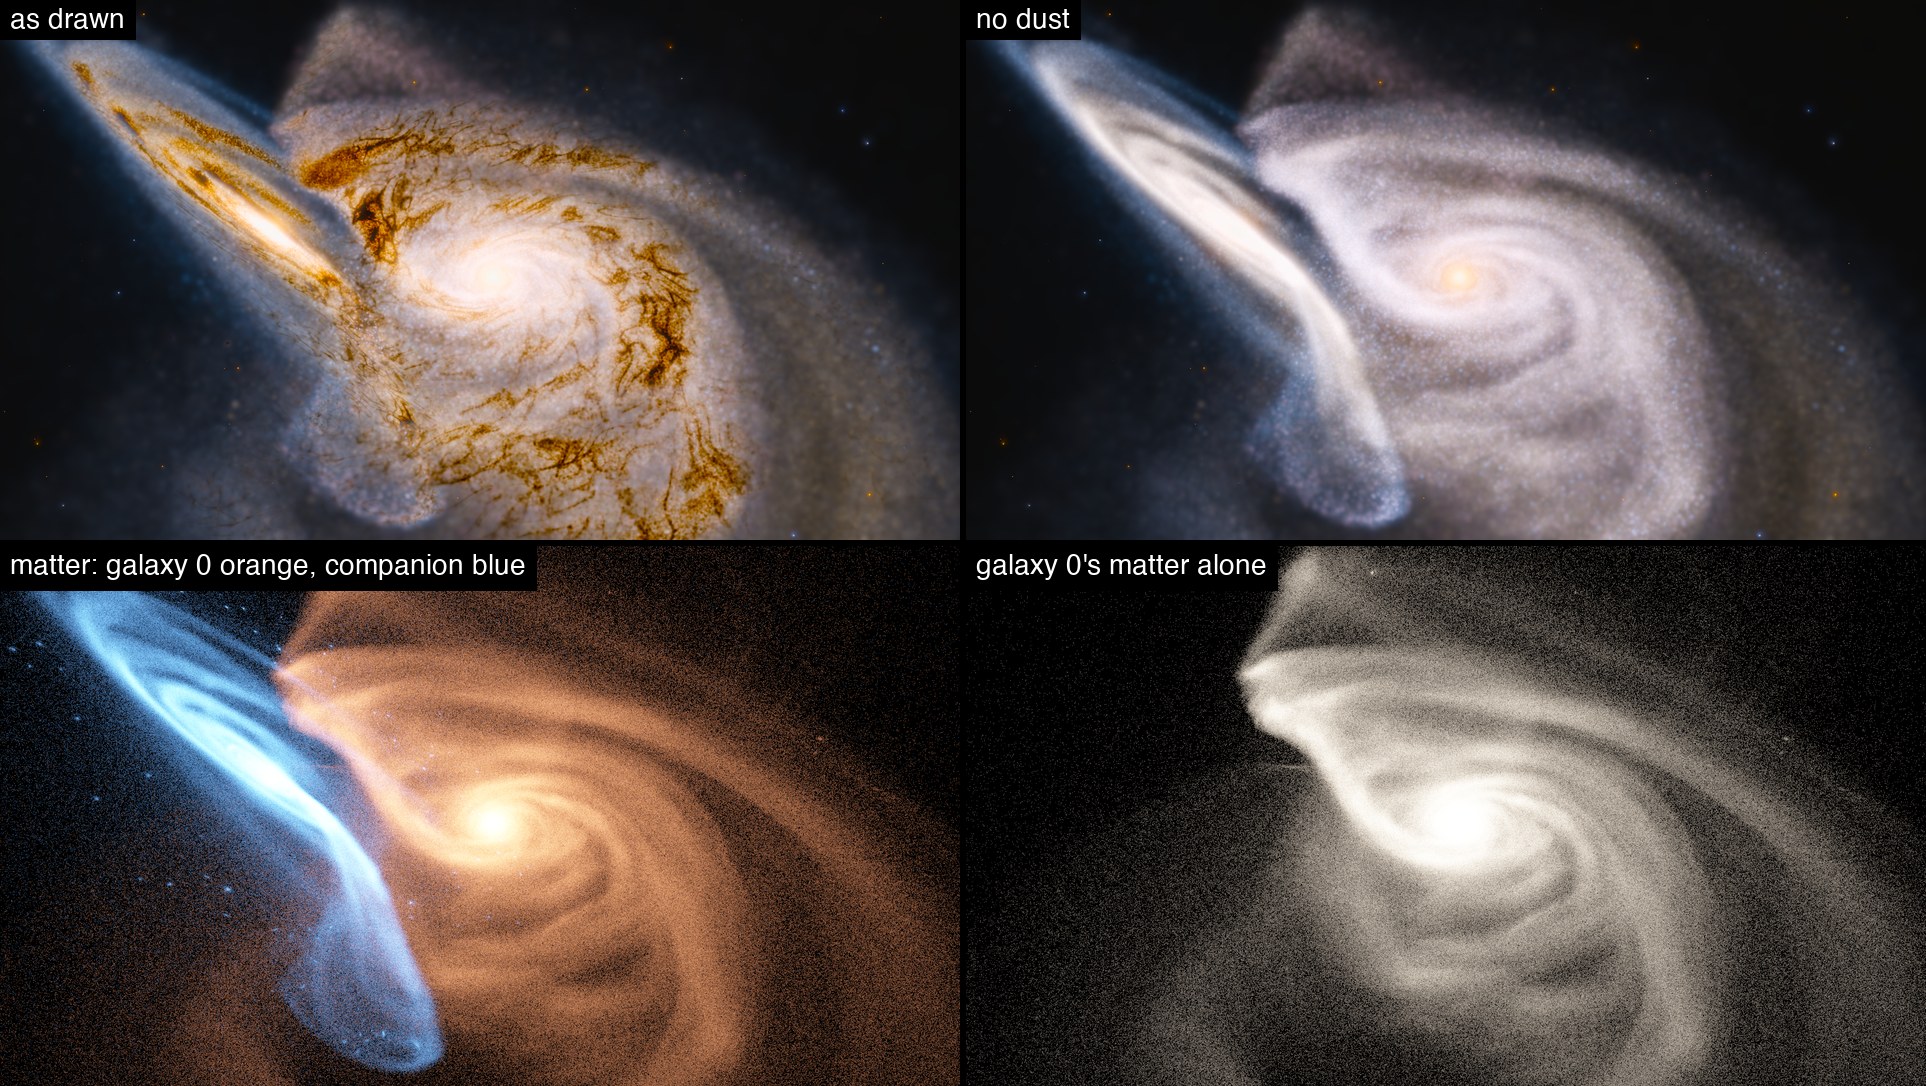 as drawn
no dust
matter: galaxy 0 orange, companion blue
galaxy 0's matter alone